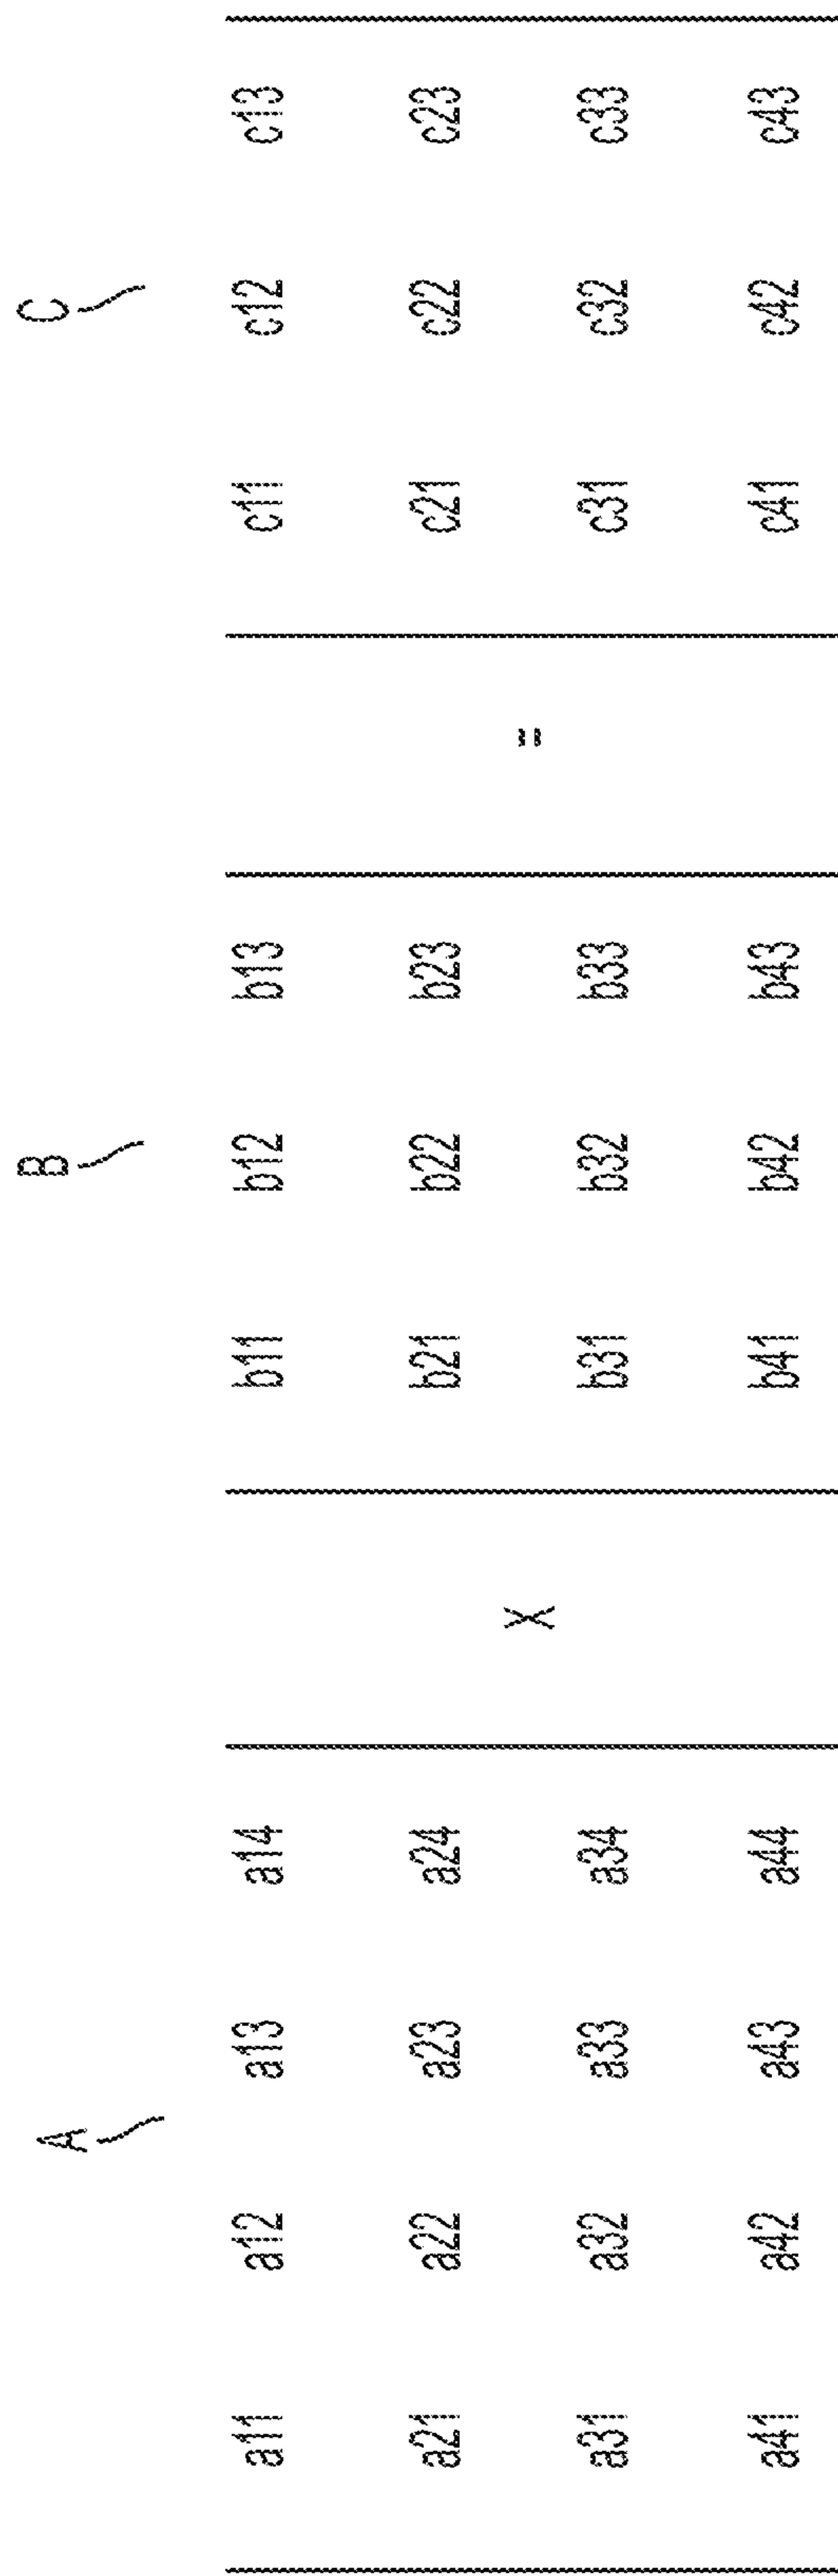 A B C
a11 a12 a13 a14 b11 b12 b13 c11 c12 c13
a21 a22 a23 a24 b21 b22 b23 c21 c22 c23
X =
a31 a32 a33 a34 b31 b32 b33 c31 c32 c33
a41 a42 a43 a44 b41 b42 b43 c41 c42 c43